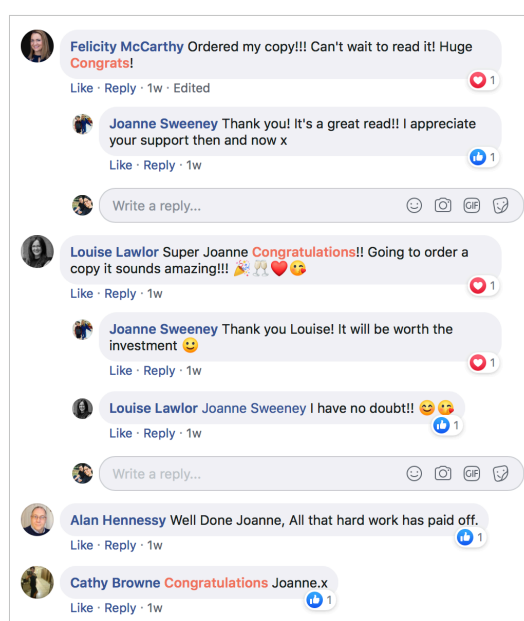 Felicity McCarthy Ordered my copy!!! Can't wait to read it! Huge
Congrats!
1
Like · Reply · 1w · Edited
Joanne Sweeney Thank you! It's a great read!! I appreciate
your support then and now x
1
Like · Reply · 1w
Write a reply...
GIF
Louise Lawlor Super Joanne Congratulations!! Going to order a
copy it sounds amazing!!! 🎉🥂❤️😘
1
Like · Reply · 1w
Joanne Sweeney Thank you Louise! It will be worth the
investment 😀
1
Like · Reply · 1w
Louise Lawlor Joanne Sweeney I have no doubt!! 😊😘
1
Like · Reply · 1w
Write a reply...
GIF
Alan Hennessy Well Done Joanne, All that hard work has paid off.
1
Like · Reply · 1w
Cathy Browne Congratulations Joanne.x
1
Like · Reply · 1w